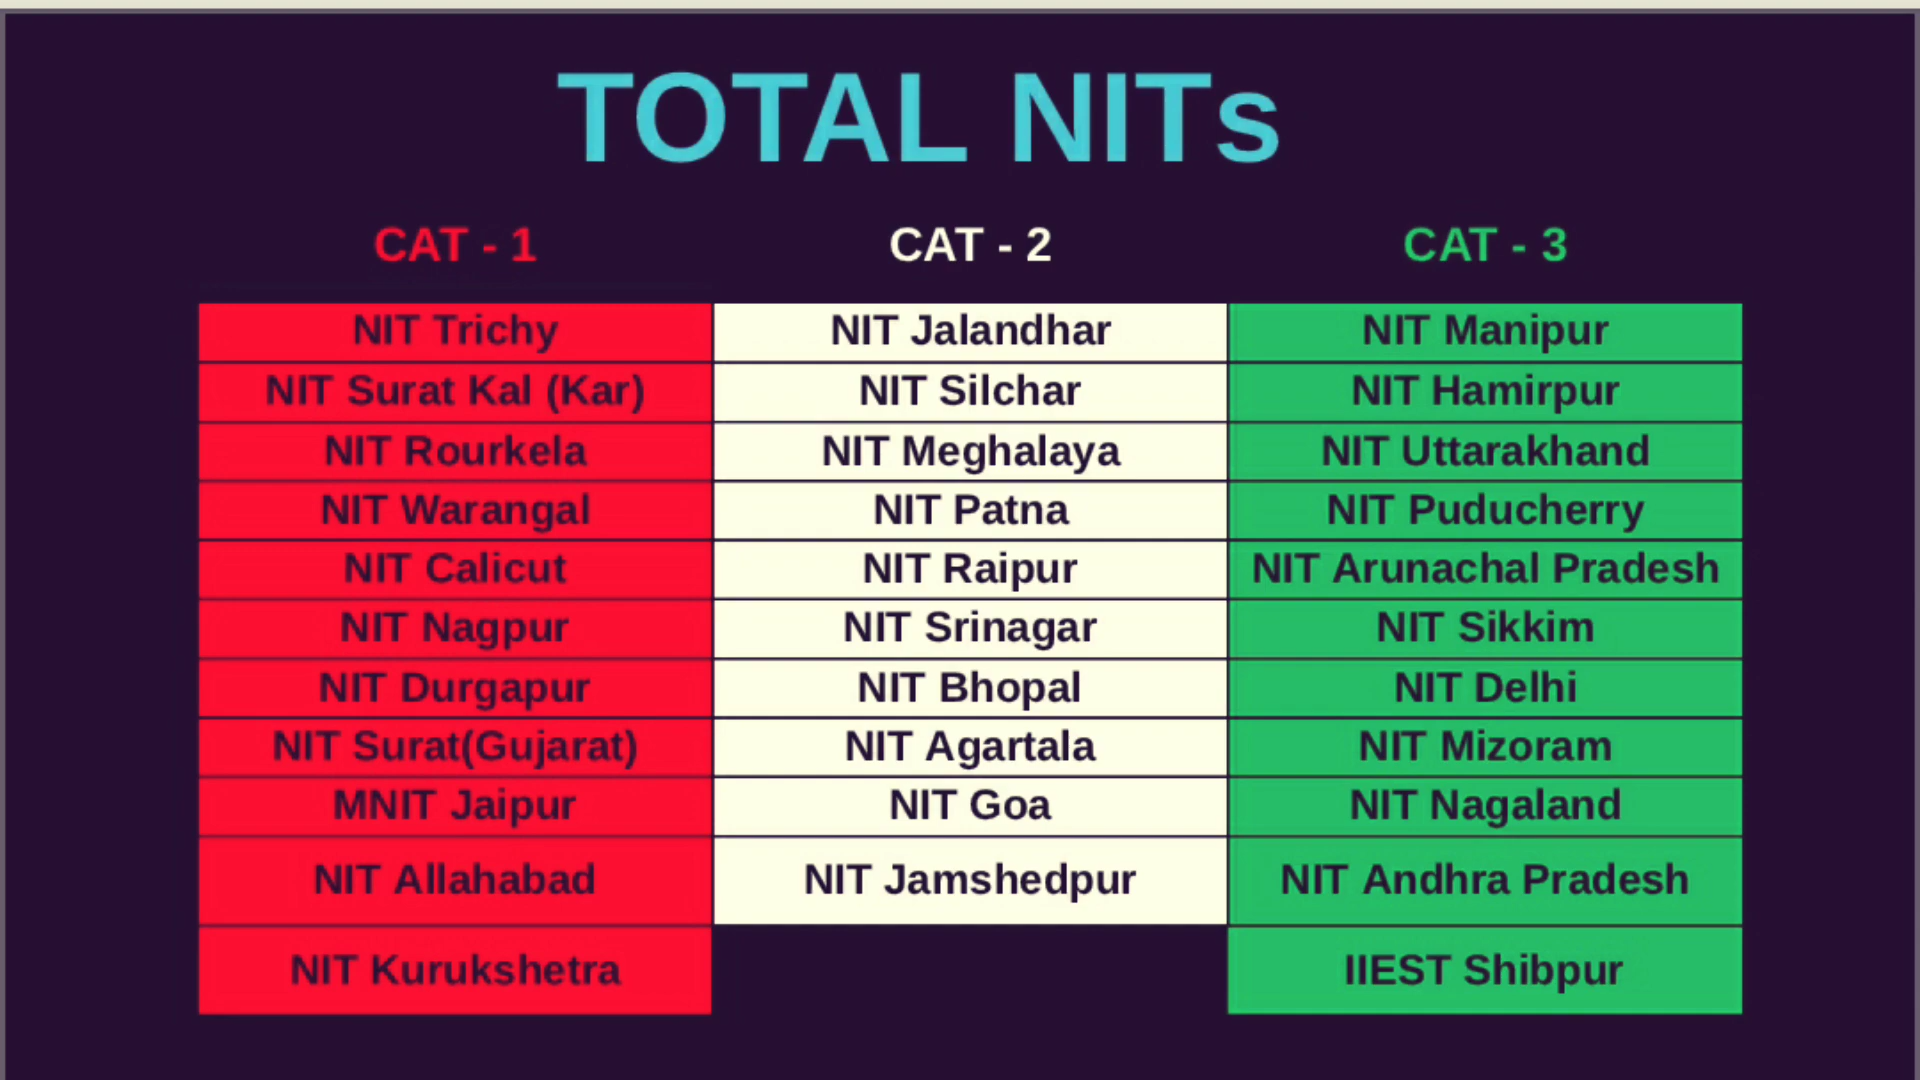 TOTAL NITs
CAT - 1 CAT - 2 CAT - 3
NIT Trichy NIT Jalandhar NIT Manipur
NIT Surat Kal (Kar) NIT Silchar NIT Hamirpur
NIT Rourkela NIT Meghalaya NIT Uttarakhand
NIT Warangal NIT Patna NIT Puducherry
NIT Calicut NIT Raipur NIT Arunachal Pradesh
NIT Nagpur NIT Srinagar NIT Sikkim
NIT Durgapur NIT Bhopal NIT Delhi
NIT Surat(Gujarat) NIT Agartala NIT Mizoram
MNIT Jaipur NIT Goa NIT Nagaland
NIT Allahabad NIT Jamshedpur NIT Andhra Pradesh
NIT Kurukshetra IIEST Shibpur